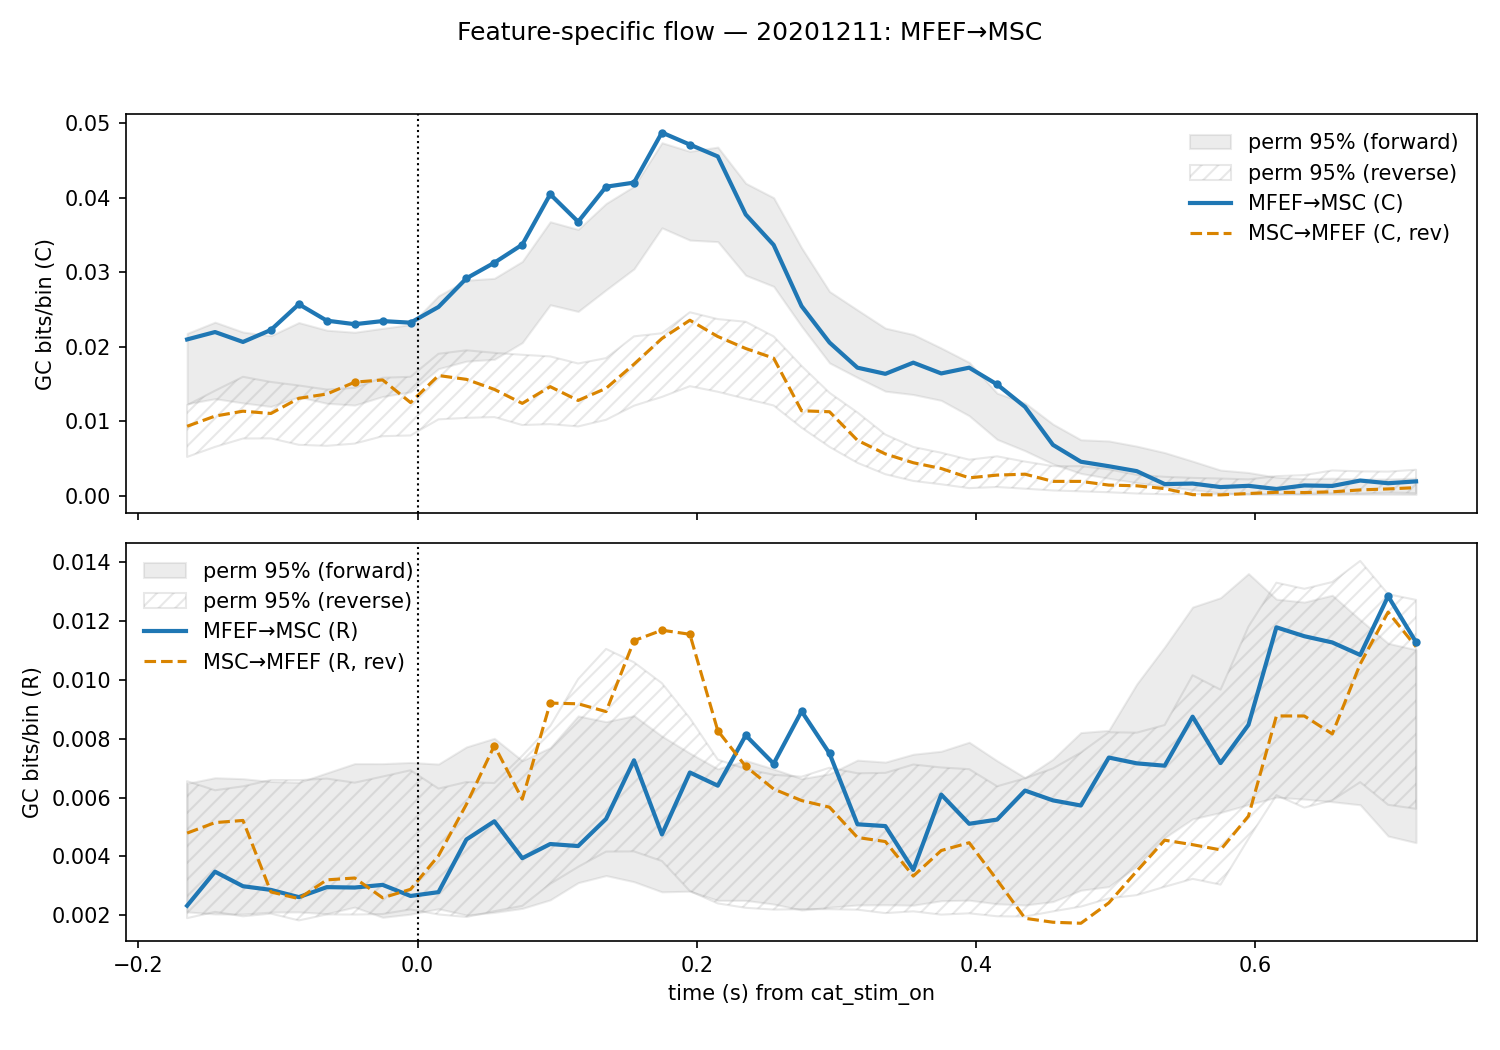 Feature-specific flow — 20201211: MFEF→MSC
0.05
0.04
0.03
0.02
0.01
0.00
GC bits/bin (C)
perm 95% (forward)
perm 95% (reverse)
MFEF→MSC (C)
MSC→MFEF (C, rev)
0.014
0.012
0.010
0.008
0.006
0.004
0.002
GC bits/bin (R)
perm 95% (forward)
perm 95% (reverse)
MFEF→MSC (R)
MSC→MFEF (R, rev)
−0.2
0.0
0.2
0.4
0.6
time (s) from cat_stim_on